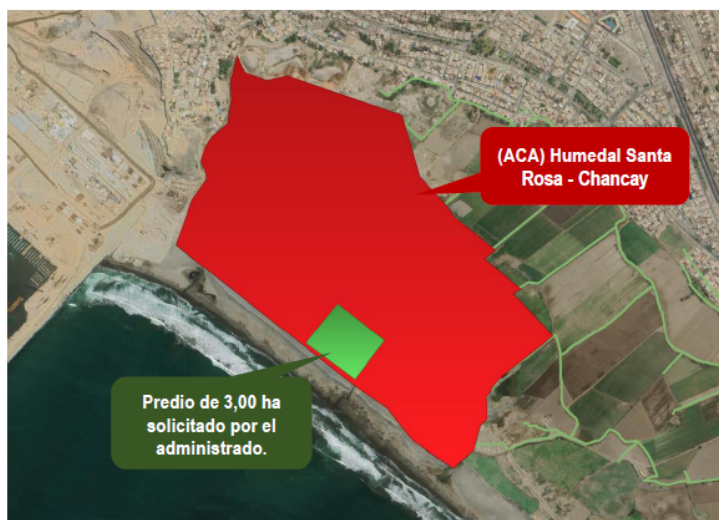 (ACA) Humedal Santa
Rosa - Chancay
Predio de 3,00 ha
solicitado por el
administrado.